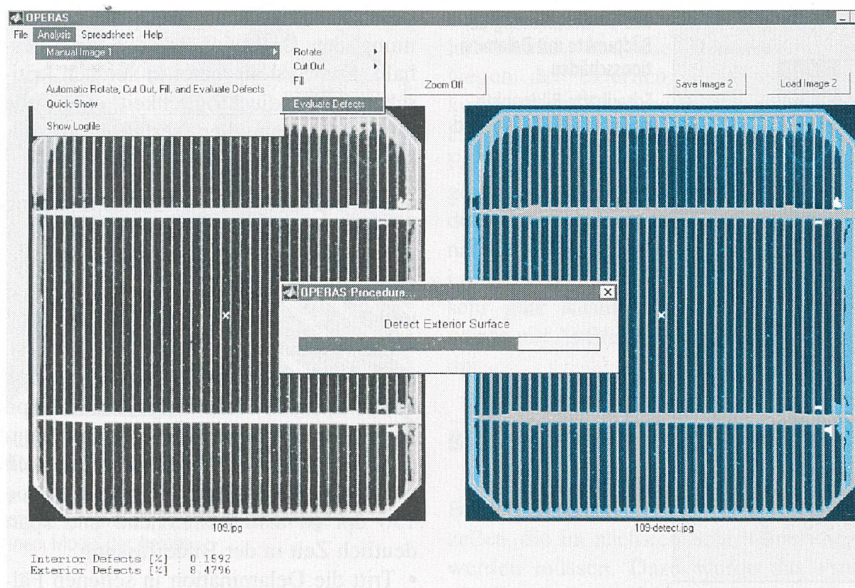 OPERAS
File Analysis Spreadsheet Help
Manual Image 1
Automatic Rotate, Cut Out, Fill, and Evaluate Defects
Quick Show
Show Logfile
Rotate
Cut Out
Fill
Evaluate Defects
Zoom Off
Save Image 2
Load Image 2
OPERAS-Procedure...
Detect Exterior Surface
109.jpg
109-detect.jpg
Interior Defects [%] : 0.1592
Exterior Defects [%] : 8.4796